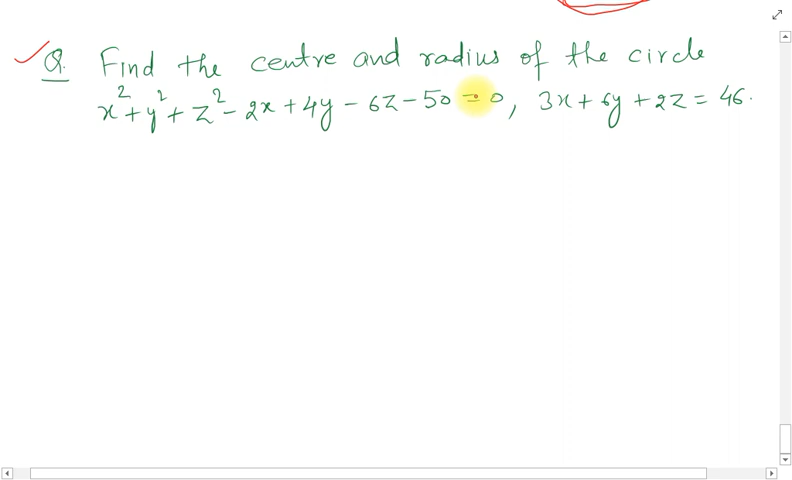 Q. Find the centre and radius of the circle
x² + y² + z² - 2x + 4y - 6z - 50 = 0, 3x + 6y + 2z = 46.